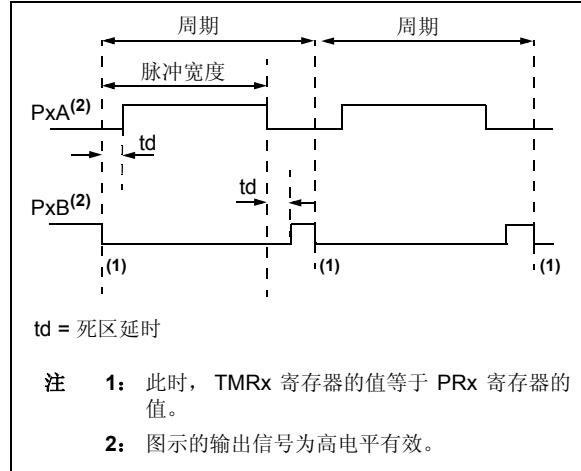 周期 周期
脉冲宽度
PxA(2)
td
td
PxB(2)
(1) (1) (1)
td = 死区延时
注 1： 此时， TMRx 寄存器的值等于 PRx 寄存器的
值。
2： 图示的输出信号为高电平有效。